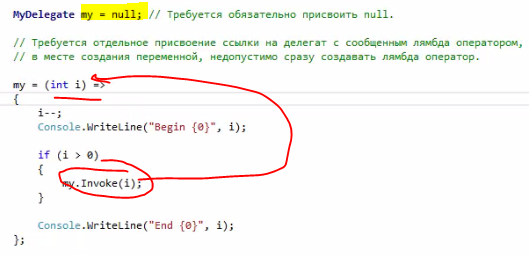 MyDelegate my = null; // Требуется обязательно присвоить null.
// Требуется отдельное присвоение ссылки на делегат с сообщенным лямбда оператором,
// в месте создания переменной, недопустимо сразу создавать лямбда оператор.
my = (int i) =>
{
i--;
Console.WriteLine("Begin {0}", i);
if (i > 0)
{
my.Invoke(i);
}
Console.WriteLine("End {0}", i);
};